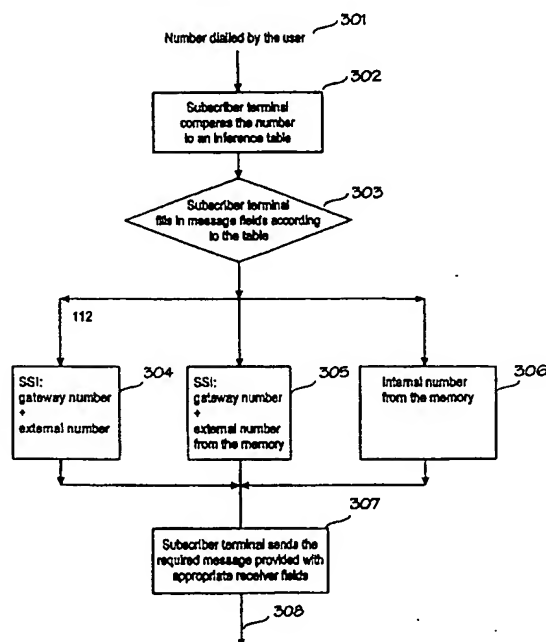 301
Number dialled by the user
302
Subscriber terminal
compares the number
to an inference table
303
Subscriber terminal
fills in message fields according
to the table
112
SSI:
gateway number
+
external number
304
SSI:
gateway number
+
external number
from the memory
305
Internal number
from the memory
306
307
Subscriber terminal sends the
required message provided with
appropriate receiver fields
308